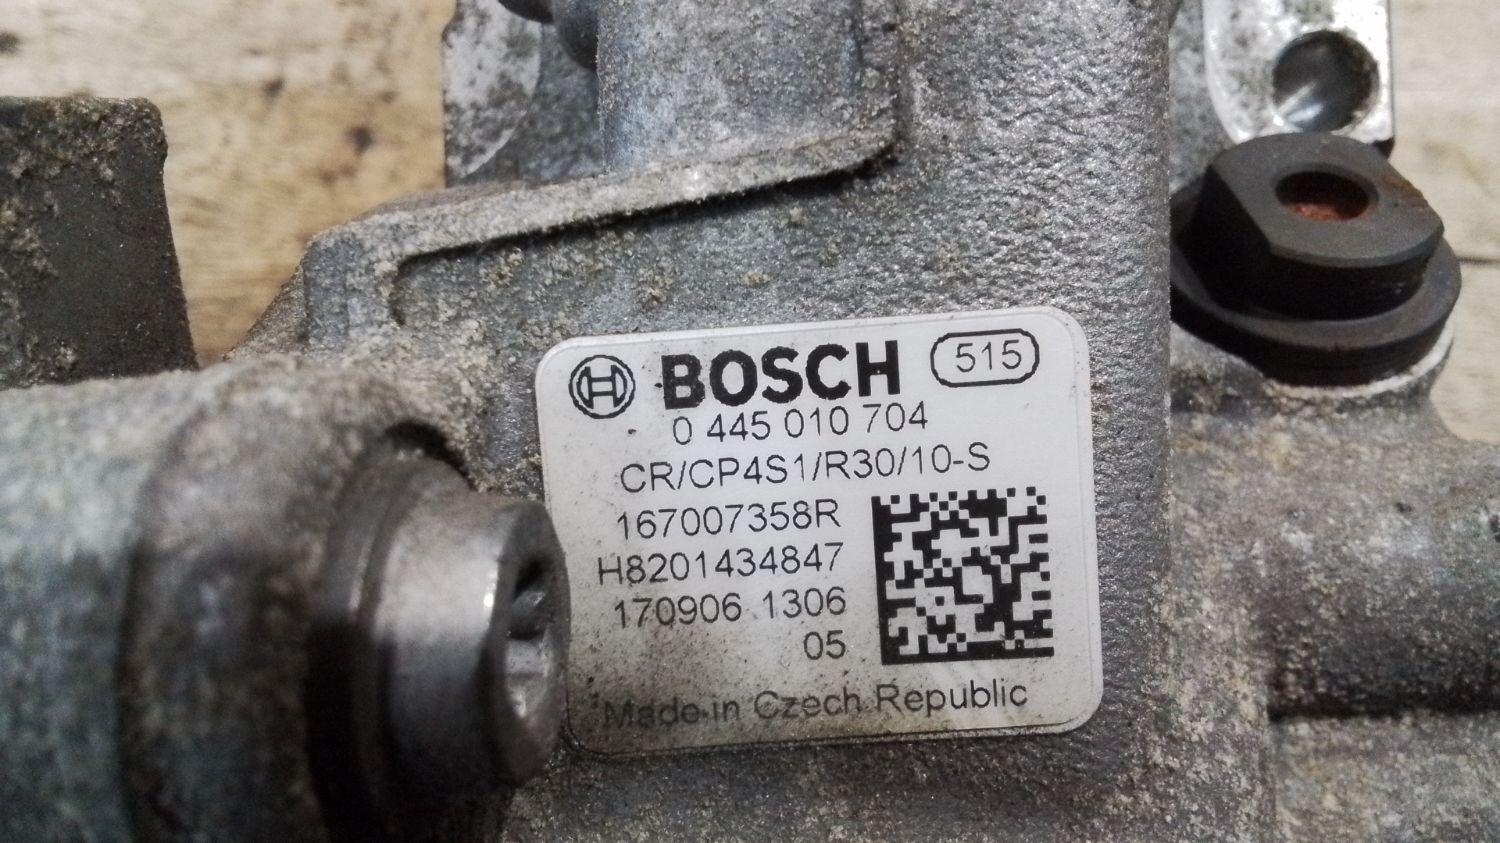 BOSCH 515
0 445 010 704
CR/CP4S1/R30/10-S
167007358R
H8201434847
170906 1306
05
Made in Czech Republic